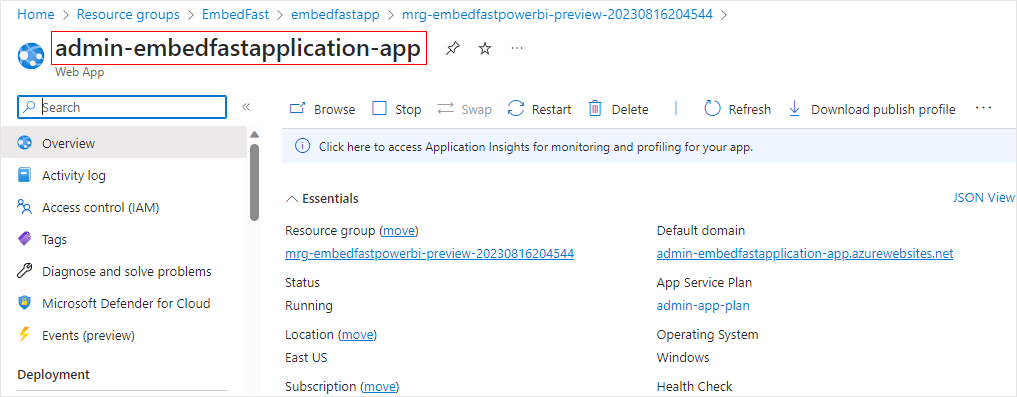 Home > Resource groups > EmbedFast > embedfastapp > mrg-embedfastpowerbi-preview-20230816204544 >
admin-embedfastapplication-app
Web App
Search
Overview
Activity log
Access control (IAM)
Tags
Diagnose and solve problems
Microsoft Defender for Cloud
Events (preview)
Deployment
Browse Stop Swap Restart Delete Refresh Download publish profile
Click here to access Application Insights for monitoring and profiling for your app.
Essentials JSON View
Resource group (move) Default domain
mrg-embedfastpowerbi-preview-20230816204544 admin-embedfastapplication-app.azurewebsites.net
Status App Service Plan
Running admin-app-plan
Location (move) Operating System
East US Windows
Subscription (move) Health Check